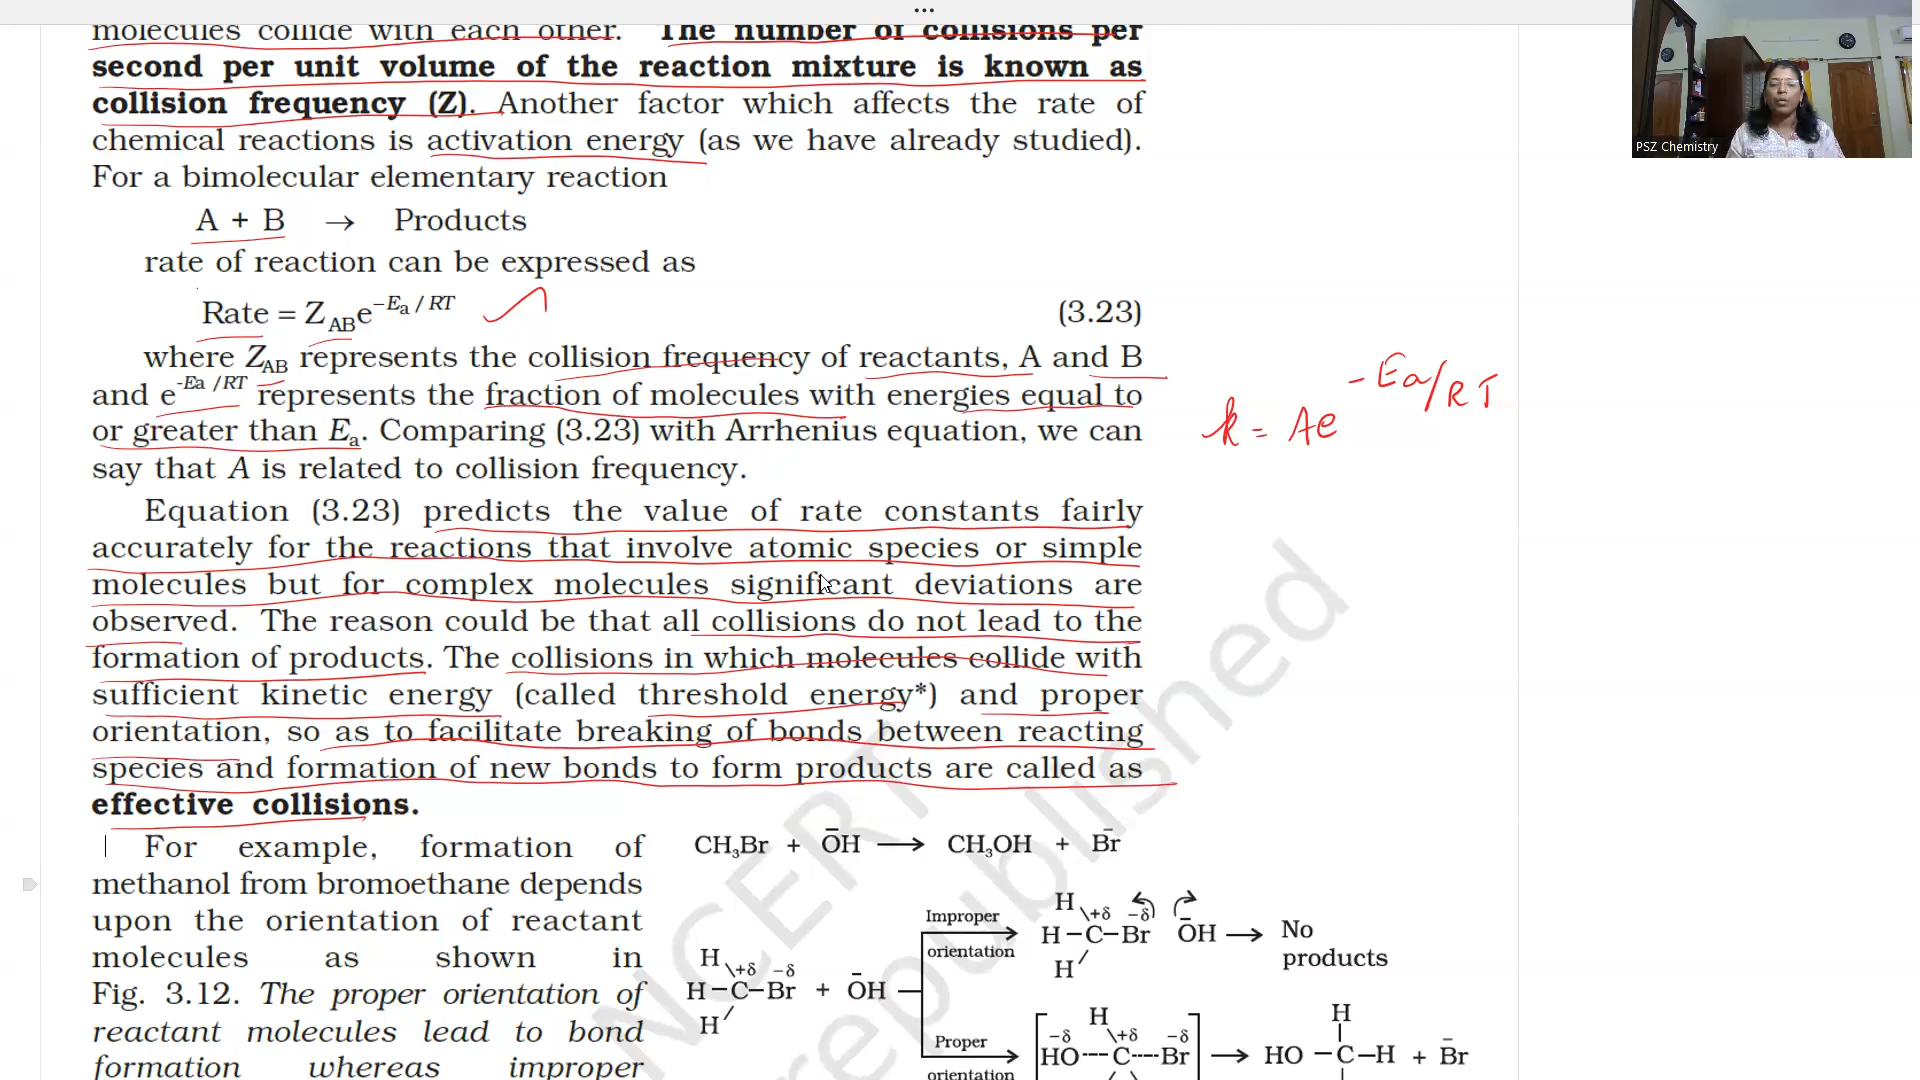 ...
molecules collide with each other. The number of collisions per
second per unit volume of the reaction mixture is known as
collision frequency (Z). Another factor which affects the rate of
chemical reactions is activation energy (as we have already studied).
For a bimolecular elementary reaction
A + B → Products
rate of reaction can be expressed as
Rate = Z_AB e^(–Ea / RT) (3.23)
where Z_AB represents the collision frequency of reactants, A and B
and e^(-Ea /RT) represents the fraction of molecules with energies equal to
or greater than E_a. Comparing (3.23) with Arrhenius equation, we can
say that A is related to collision frequency.
k = Ae^(-Ea/RT)
Equation (3.23) predicts the value of rate constants fairly
accurately for the reactions that involve atomic species or simple
molecules but for complex molecules significant deviations are
observed. The reason could be that all collisions do not lead to the
formation of products. The collisions in which molecules collide with
sufficient kinetic energy (called threshold energy*) and proper
orientation, so as to facilitate breaking of bonds between reacting
species and formation of new bonds to form products are called as
effective collisions.
For example, formation of
methanol from bromoethane depends
upon the orientation of reactant
molecules as shown in
Fig. 3.12. The proper orientation of
reactant molecules lead to bond
formation whereas improper
CH₃Br + ŌH ⟶ CH₃OH + B̄r
H
+δ –δ
H–C–Br + ŌH
H
Improper
orientation
H
+δ –δ
H–C–Br ŌH ⟶ No
products
H
Proper
orientation
H
–δ +δ –δ
HO---C----Br ⟶ HO –C–H + B̄r
H
NCERT
republished
PSZ Chemistry